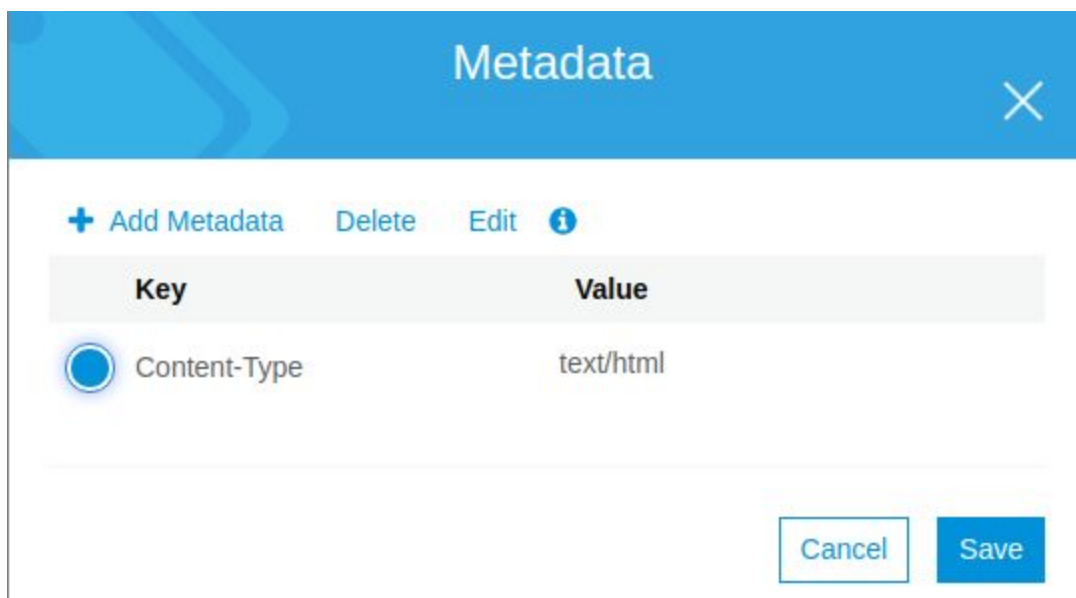 Metadata
Add Metadata Delete Edit
Key Value
Content-Type text/html
Cancel Save